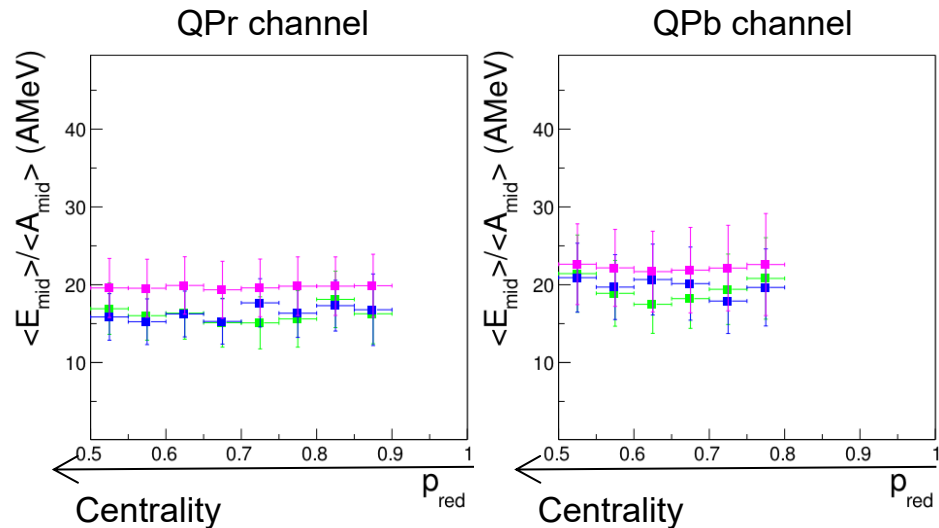 QPr channel
QPb channel
<E_mid>/<A_mid> (AMeV)
40
30
20
10
0.5 0.6 0.7 0.8 0.9 1
p_red
Centrality
<E_mid>/<A_mid> (AMeV)
40
30
20
10
0.5 0.6 0.7 0.8 0.9 1
p_red
Centrality